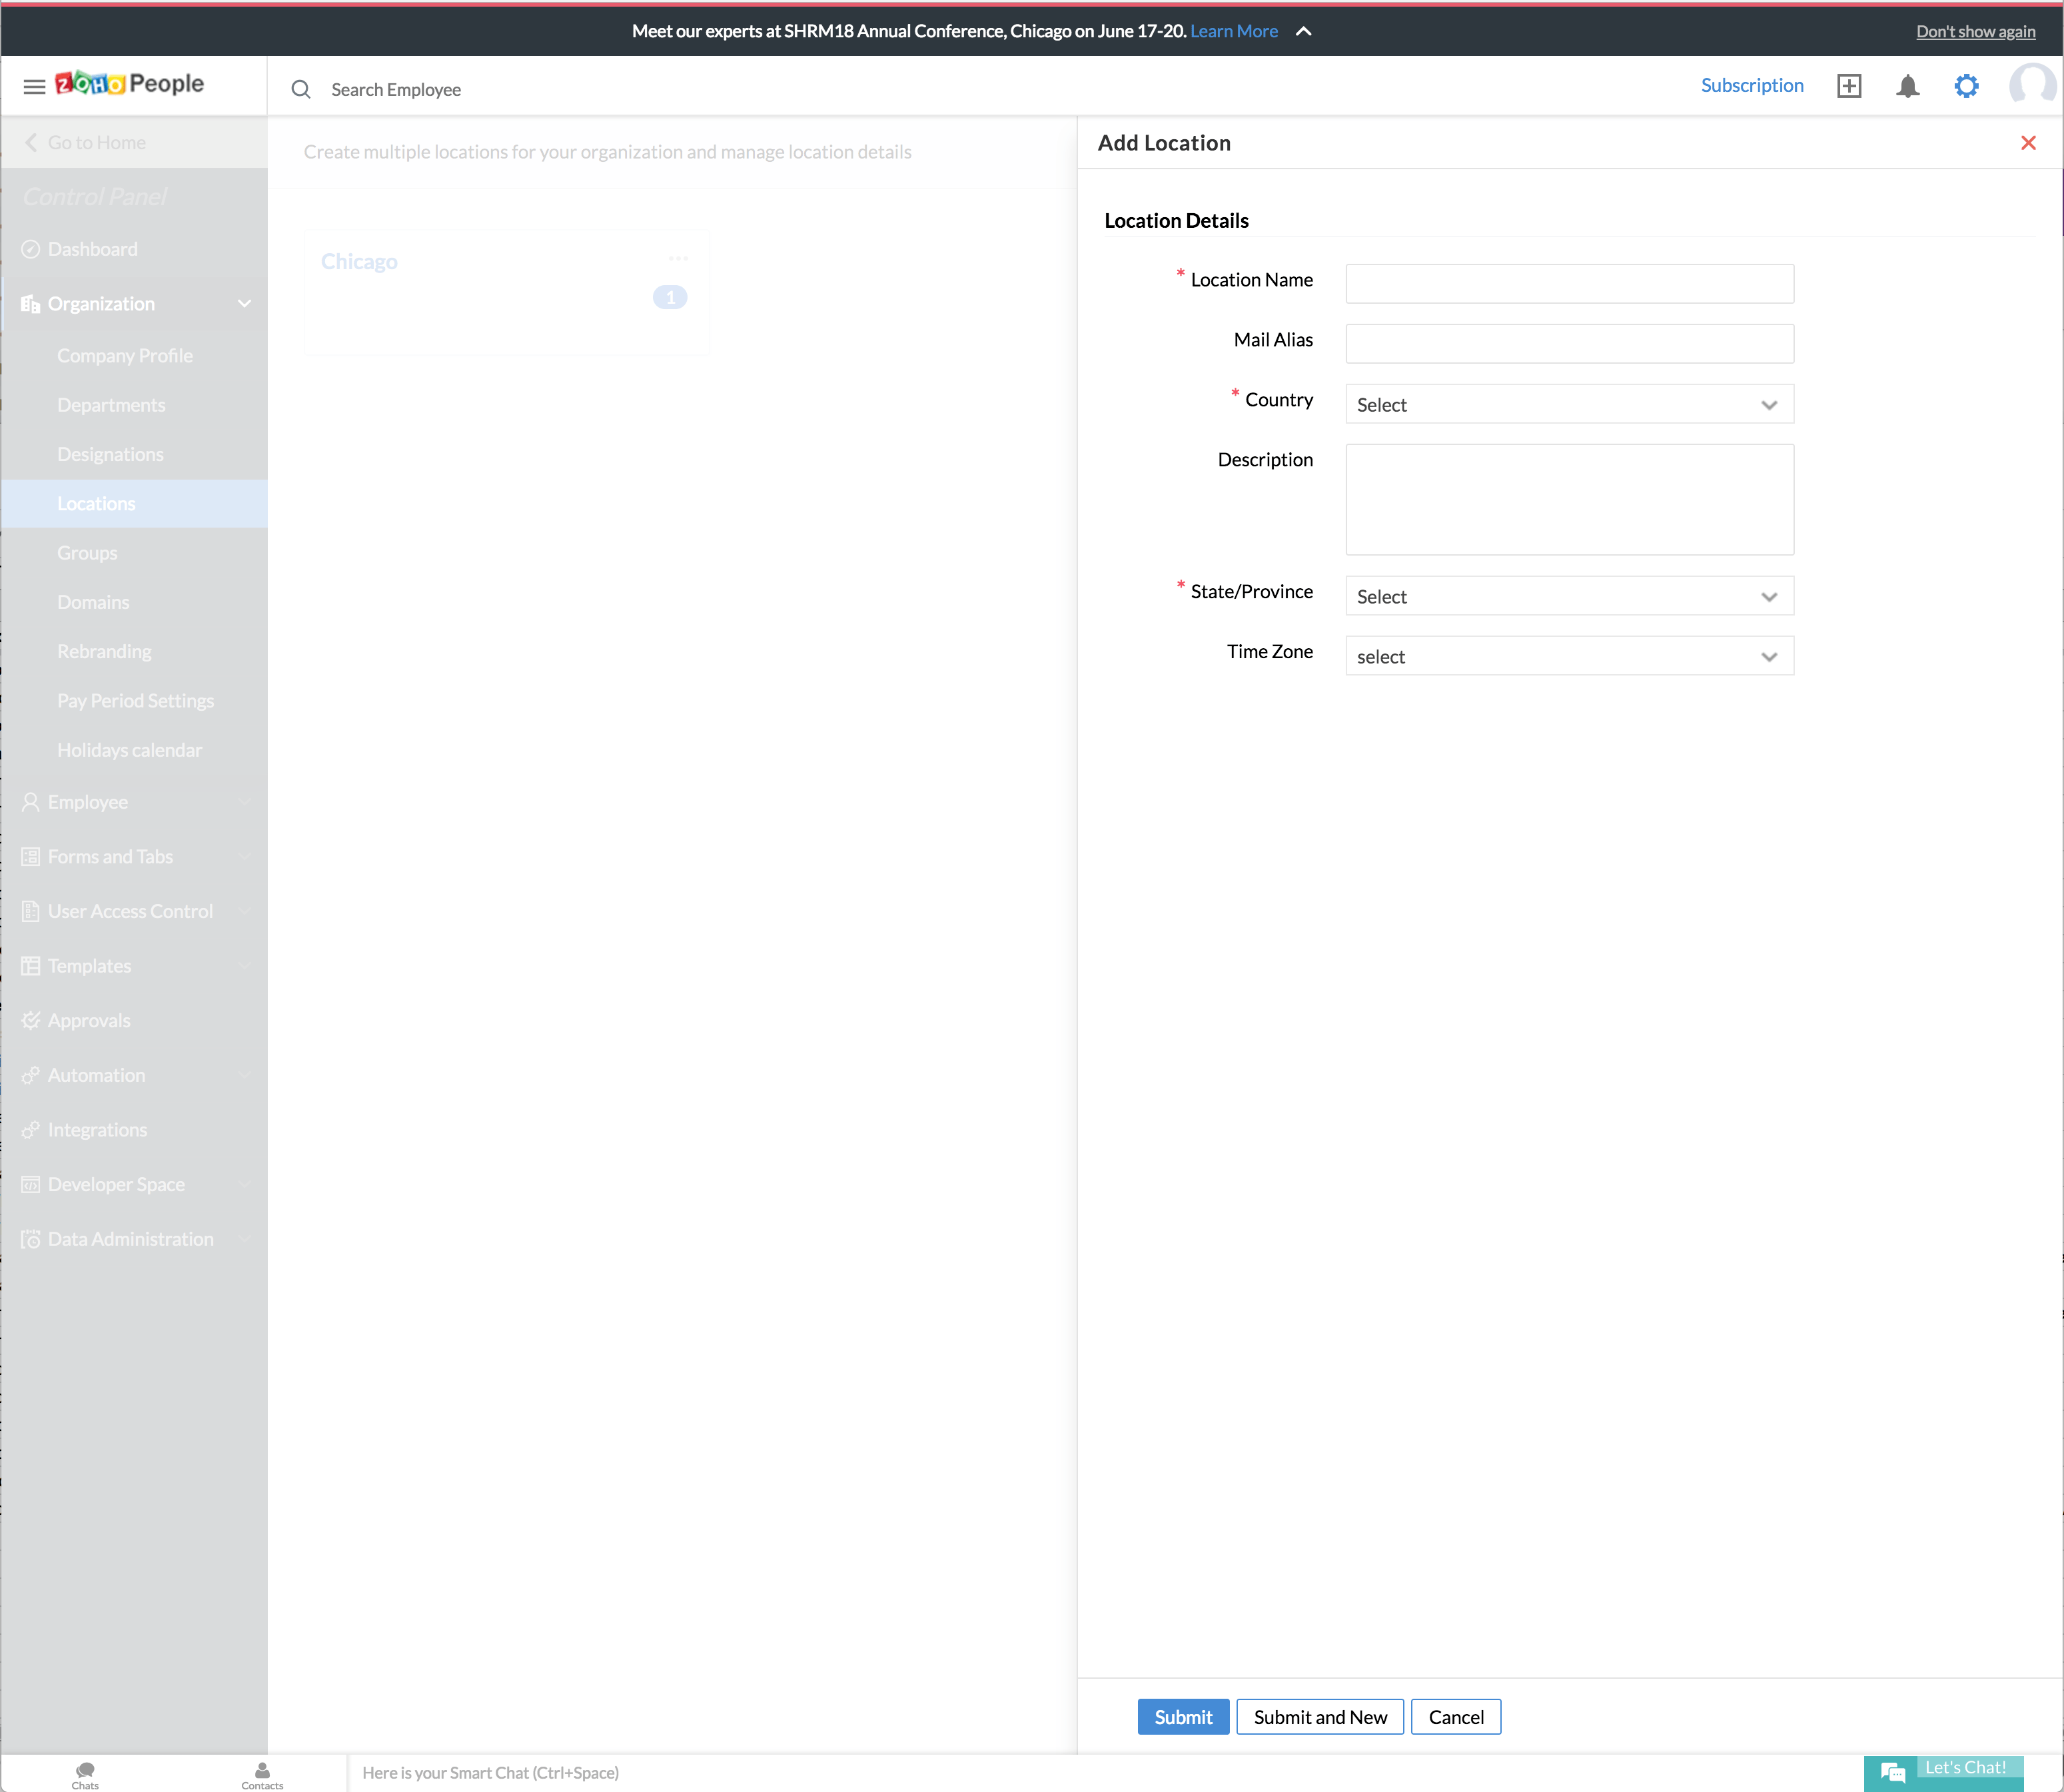 Meet our experts at SHRM18 Annual Conference, Chicago on June 17-20. Learn More
Don't show again
ZOHO People
Search Employee
Subscription
Go to Home
Control Panel
Dashboard
Organization
Company Profile
Departments
Designations
Locations
Groups
Domains
Rebranding
Pay Period Settings
Holidays calendar
Employee
Forms and Tabs
User Access Control
Templates
Approvals
Automation
Integrations
Developer Space
Data Administration
Create multiple locations for your organization and manage location details
Chicago
1
Add Location
Location Details
* Location Name
Mail Alias
* Country
Select
Description
* State/Province
Select
Time Zone
select
Submit
Submit and New
Cancel
Chats
Contacts
Here is your Smart Chat (Ctrl+Space)
Let's Chat!